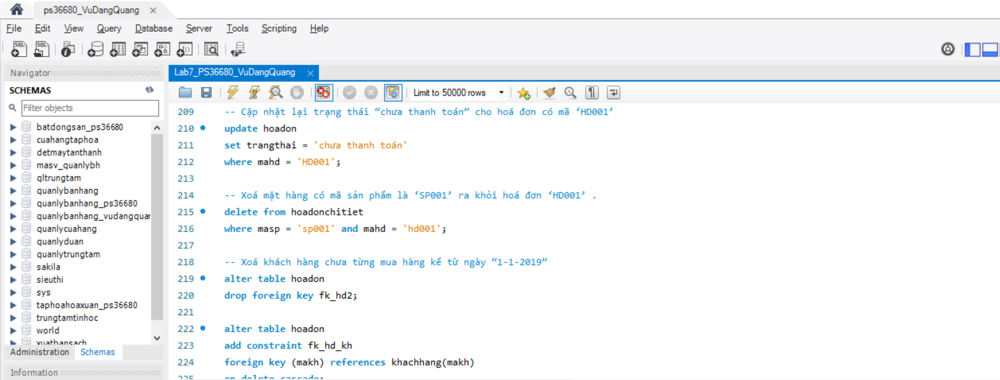 ps36680_VuDangQuang
File Edit View Query Database Server Tools Scripting Help
Navigator
Lab7_PS36680_VuDangQuang
SCHEMAS
Filter objects
Limit to 50000 rows
batdongsan_ps36680
cuahangtaphoa
detmaytanthanh
masv_quanlybh
qltrungtam
quanlybanhang
quanlybanhang_ps36680
quanlybanhang_vudangquar
quanlycuahang
quanlyduan
quanlytrungtam
sakila
sieuthi
sys
taphoahoaxuan_ps36680
trungtamtinhoc
world
xuatbansach
Administration Schemas
Information
209 -- Cập nhật lại trạng thái “chưa thanh toán” cho hoá đơn có mã ‘HD001’
210 update hoadon
211 set trangthai = 'chưa thanh toán'
212 where mahd = 'HD001';
213
214 -- Xoá mặt hàng có mã sản phẩm là ‘SP001’ ra khỏi hoá đơn ‘HD001’ .
215 delete from hoadonchitiet
216 where masp = 'sp001' and mahd = 'hd001';
217
218 -- Xoá khách hàng chưa từng mua hàng kể từ ngày “1-1-2019”
219 alter table hoadon
220 drop foreign key fk_hd2;
221
222 alter table hoadon
223 add constraint fk_hd_kh
224 foreign key (makh) references khachhang(makh)
225 on delete cascade;